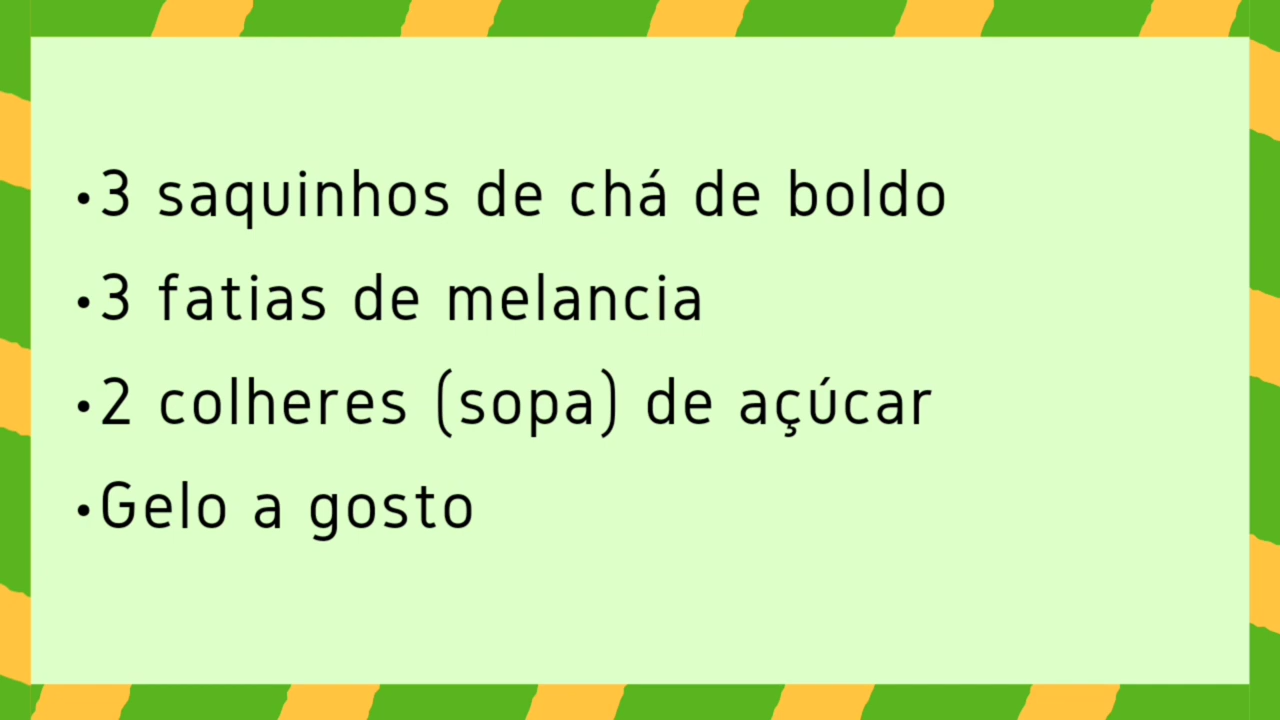 •3 saquinhos de chá de boldo
•3 fatias de melancia
•2 colheres (sopa) de açúcar
•Gelo a gosto